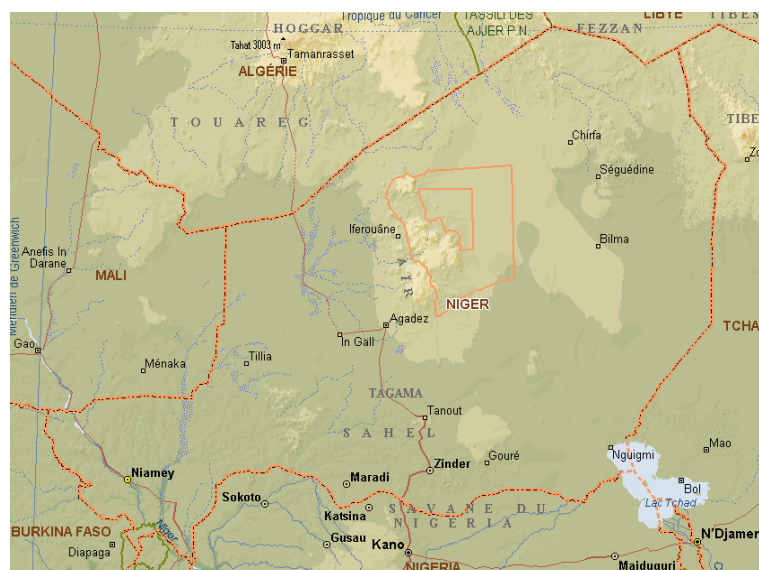 Tropique du Cancer
TASSILI DES
AJJER P.N.
LIBYE
TIBES
HOGGAR
FEZZAN
Tahat 3003 m
Tamanrasset
ALGÉRIE
TOUAREG
Chirfa
TIBE
Zo
Séguédine
Iferouâne
Bilma
Méridien de Greenwich
Anefis In
Darane
MALI
AIR
NIGER
Agadez
TCHA
Gao
In Gall
Ménaka
Tillia
TAGAMA
Tanout
SAHEL
Mao
Nguigmi
Gouré
Zinder
Niamey
Maradi
Bol
Sokoto
Lac Tchad
Katsina
SAVANE DU
NIGERIA
BURKINA FASO
Niger
Diapaga
Gusau
Kano
N'Djamer
NIGERIA
Maiduguri